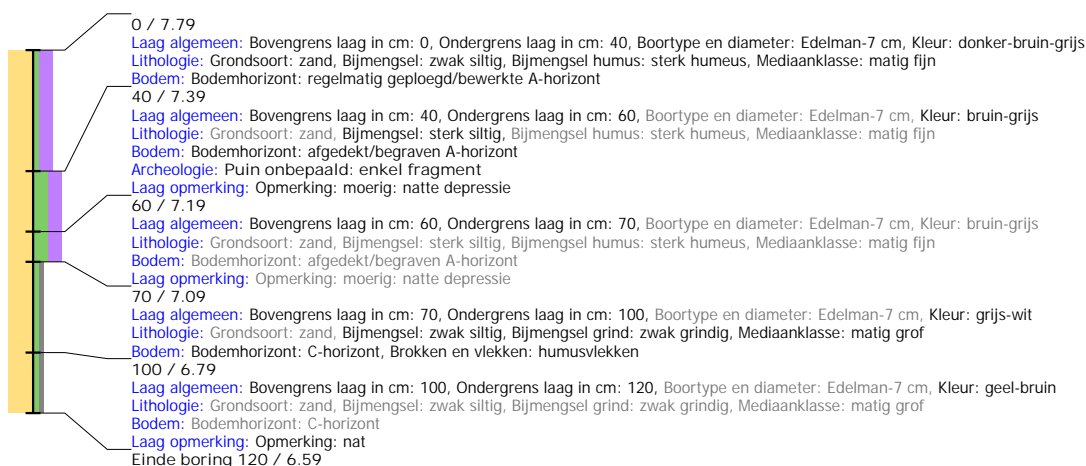 0 / 7.79
Laag algemeen: Bovengrens laag in cm: 0, Ondergrens laag in cm: 40, Boortype en diameter: Edelman-7 cm, Kleur: donker-bruin-grijs
Lithologie: Grondsoort: zand, Bijmengsel: zwak siltig, Bijmengsel humus: sterk humeus, Mediaanklasse: matig fijn
Bodem: Bodemhorizont: regelmatig geploegd/bewerkte A-horizont
40 / 7.39
Laag algemeen: Bovengrens laag in cm: 40, Ondergrens laag in cm: 60, Boortype en diameter: Edelman-7 cm, Kleur: bruin-grijs
Lithologie: Grondsoort: zand, Bijmengsel: sterk siltig, Bijmengsel humus: sterk humeus, Mediaanklasse: matig fijn
Bodem: Bodemhorizont: afgedekt/begraven A-horizont
Archeologie: Puin onbepaald: enkel fragment
Laag opmerking: Opmerking: moerig: natte depressie
60 / 7.19
Laag algemeen: Bovengrens laag in cm: 60, Ondergrens laag in cm: 70, Boortype en diameter: Edelman-7 cm, Kleur: bruin-grijs
Lithologie: Grondsoort: zand, Bijmengsel: sterk siltig, Bijmengsel humus: sterk humeus, Mediaanklasse: matig fijn
Bodem: Bodemhorizont: afgedekt/begraven A-horizont
Laag opmerking: Opmerking: moerig: natte depressie
70 / 7.09
Laag algemeen: Bovengrens laag in cm: 70, Ondergrens laag in cm: 100, Boortype en diameter: Edelman-7 cm, Kleur: grijs-wit
Lithologie: Grondsoort: zand, Bijmengsel: zwak siltig, Bijmengsel grind: zwak grindig, Mediaanklasse: matig grof
Bodem: Bodemhorizont: C-horizont, Brokken en vlekken: humusvlekken
100 / 6.79
Laag algemeen: Bovengrens laag in cm: 100, Ondergrens laag in cm: 120, Boortype en diameter: Edelman-7 cm, Kleur: geel-bruin
Lithologie: Grondsoort: zand, Bijmengsel: zwak siltig, Bijmengsel grind: zwak grindig, Mediaanklasse: matig grof
Bodem: Bodemhorizont: C-horizont
Laag opmerking: Opmerking: nat
Einde boring 120 / 6.59